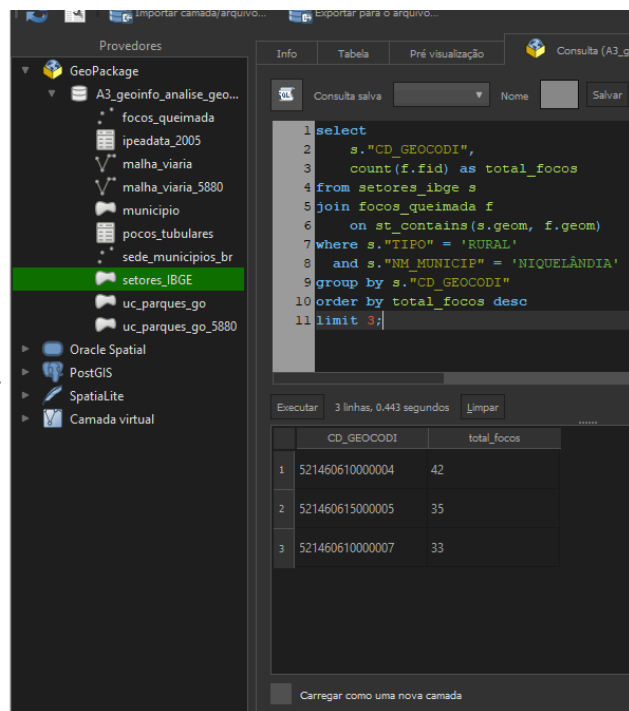 Importar camada/arquivo... Exportar para o arquivo...
Provedores
GeoPackage
A3_geoinfo_analise_geo...
focos_queimada
ipeadata_2005
malha_viaria
malha_viaria_5880
municipio
pocos_tubulares
sede_municipios_br
setores_IBGE
uc_parques_go
uc_parques_go_5880
Oracle Spatial
PostGIS
SpatiaLite
Camada virtual
Info Tabela Pré visualização Consulta (A3_g
Consulta salva Nome Salvar
1 select
2 s."CD_GEOCODI",
3 count(f.fid) as total_focos
4 from setores_ibge s
5 join focos_queimada f
6 on st_contains(s.geom, f.geom)
7 where s."TIPO" = 'RURAL'
8 and s."NM_MUNICIP" = 'NIQUELÂNDIA'
9 group by s."CD_GEOCODI"
10 order by total_focos desc
11 limit 3;
Executar 3 linhas, 0.443 segundos Limpar
CD_GEOCODI total_focos
1 521460610000004 42
2 521460615000005 35
3 521460610000007 33
Carregar como uma nova camada